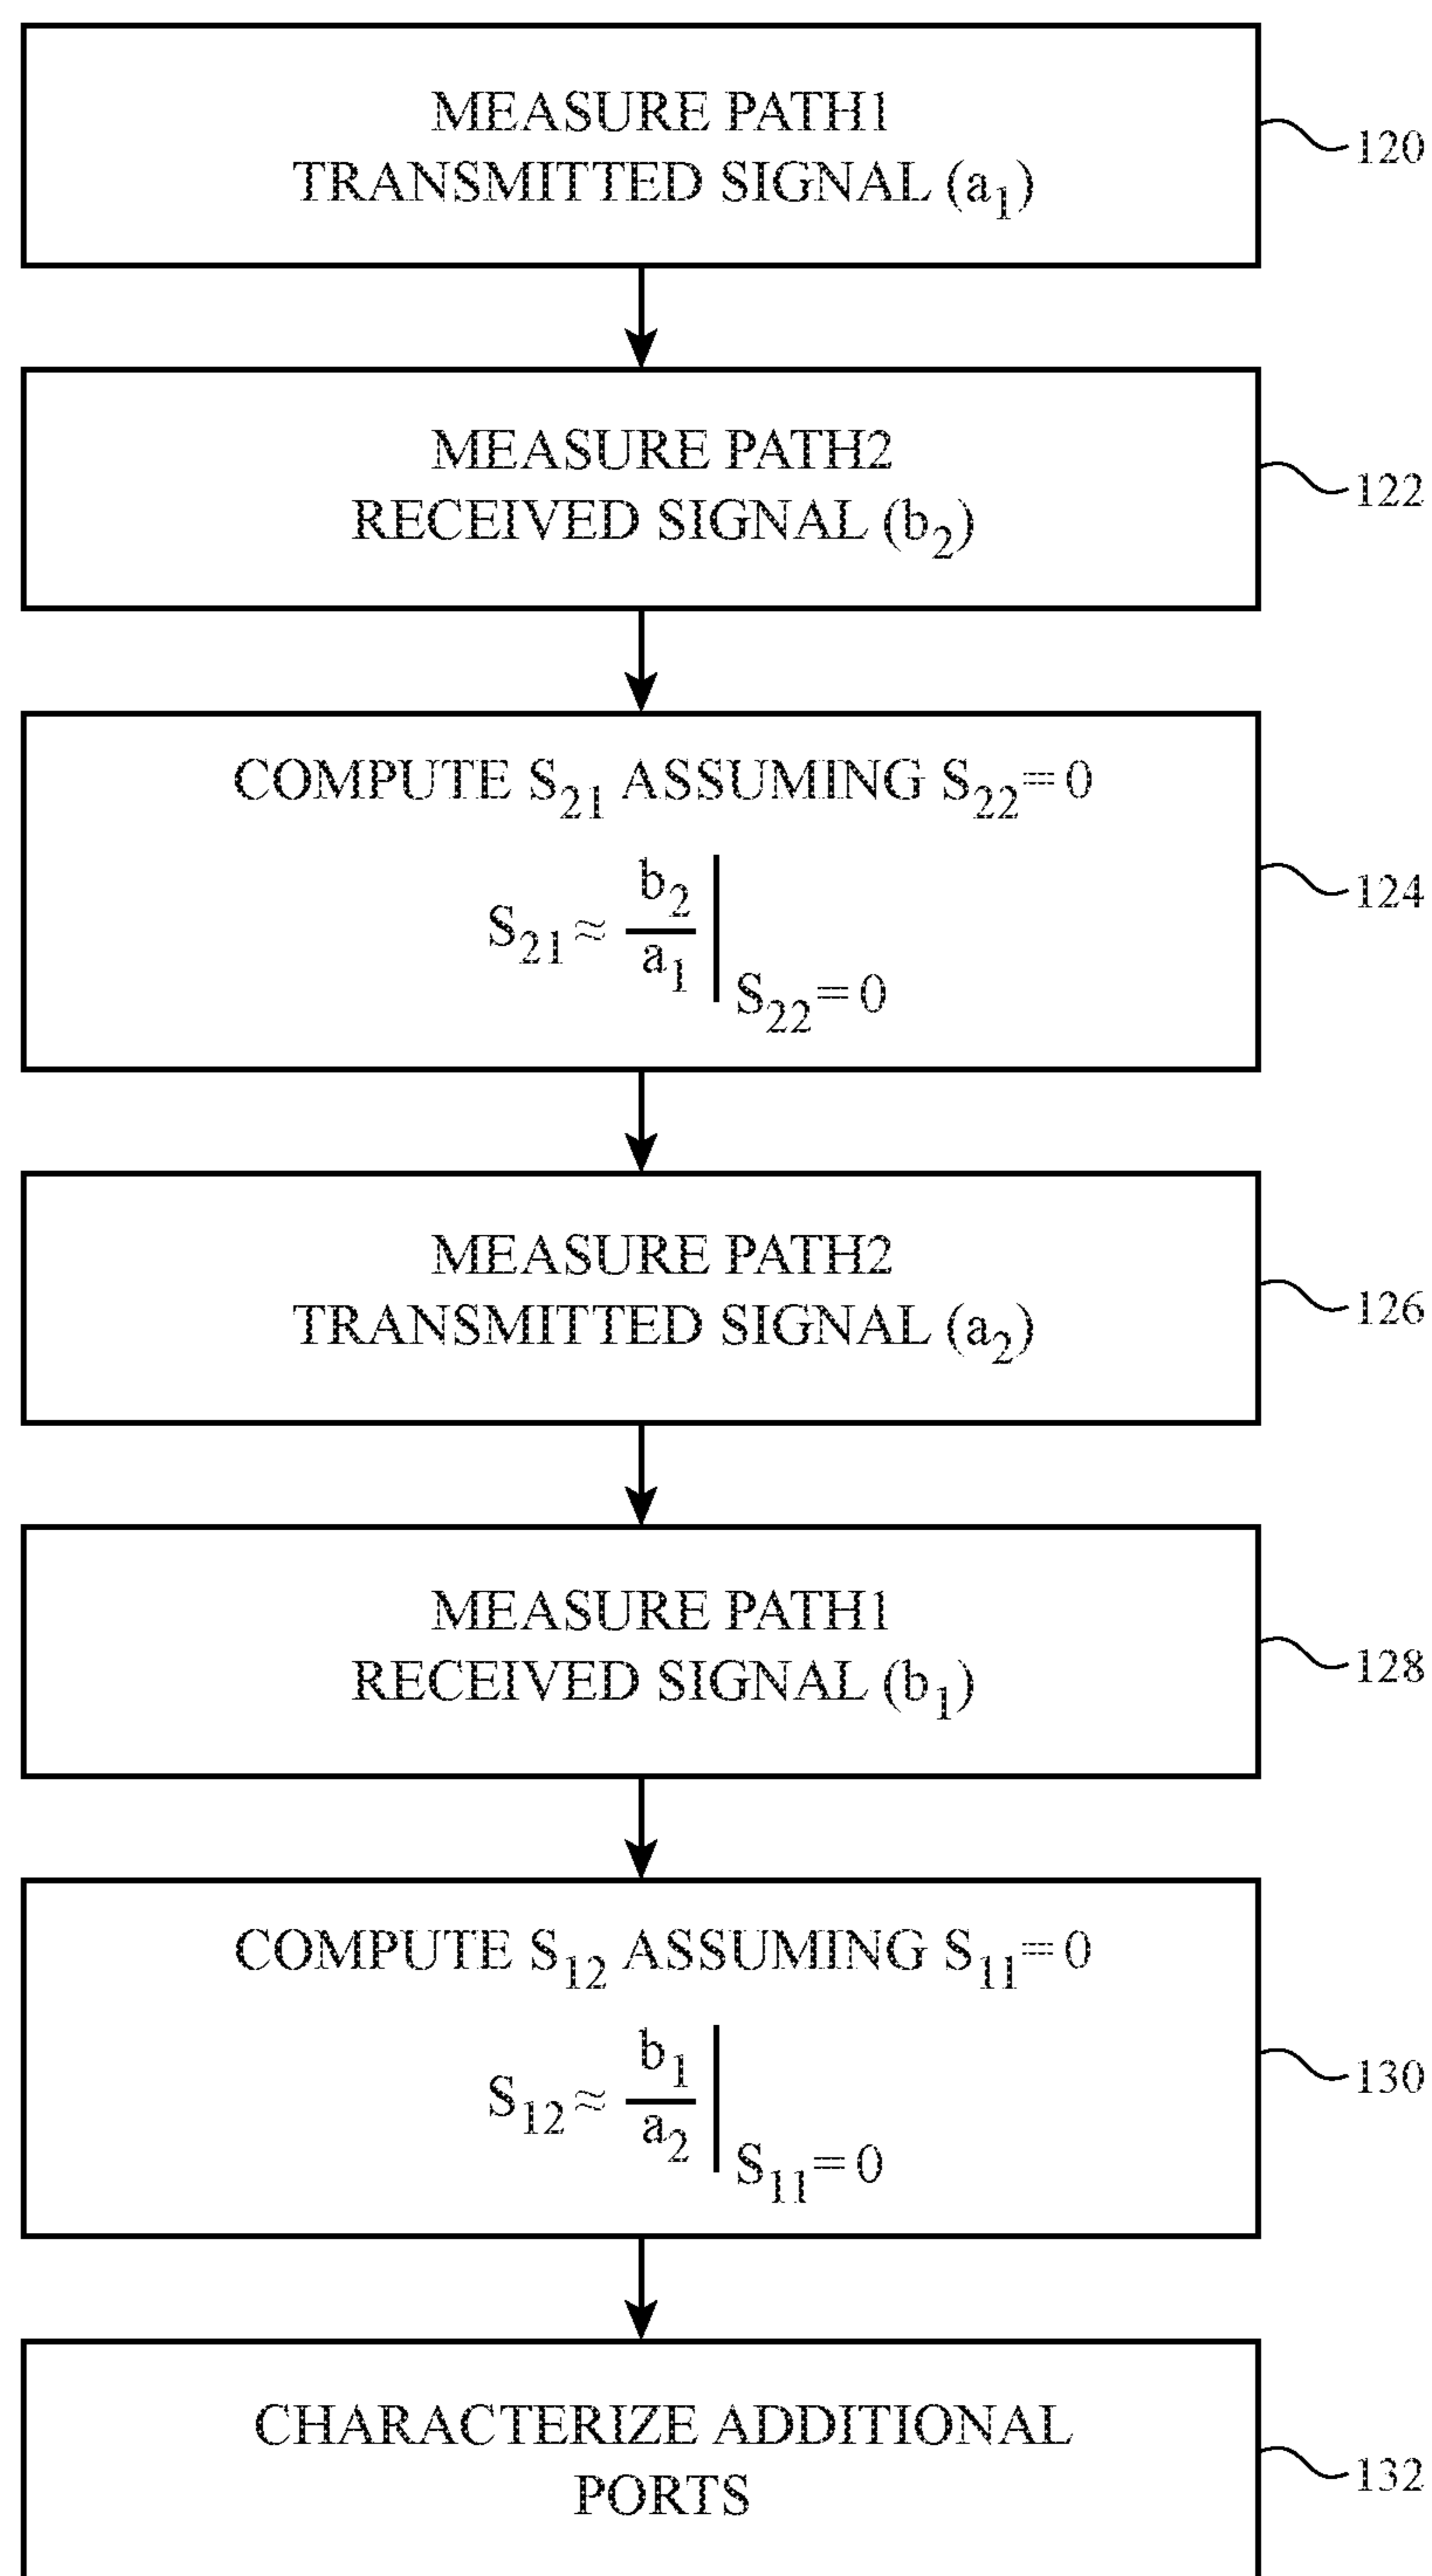 MEASURE PATH1
TRANSMITTED SIGNAL (a₁)
120
MEASURE PATH2
RECEIVED SIGNAL (b₂)
122
COMPUTE S₂₁ ASSUMING S₂₂=0
S₂₁≈ b₂/a₁|S₂₂=0
124
MEASURE PATH2
TRANSMITTED SIGNAL (a₂)
126
MEASURE PATH1
RECEIVED SIGNAL (b₁)
128
COMPUTE S₁₂ ASSUMING S₁₁=0
S₁₂≈ b₁/a₂|S₁₁=0
130
CHARACTERIZE ADDITIONAL
PORTS
132